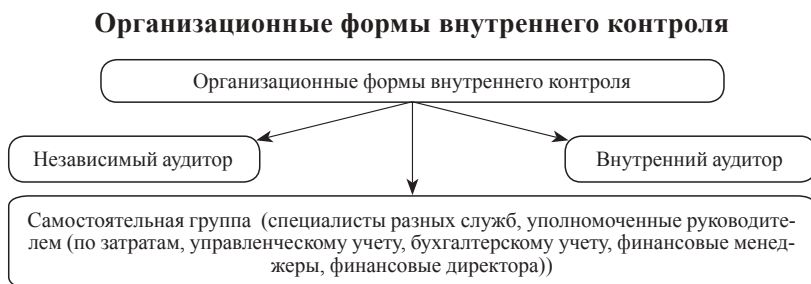 Организационные формы внутреннего контроля
Организационные формы внутреннего контроля
Независимый аудитор
Внутренний аудитор
Самостоятельная группа (специалисты разных служб, уполномоченные руководите-
лем (по затратам, управленческому учету, бухгалтерскому учету, финансовые менед-
жеры, финансовые директора))